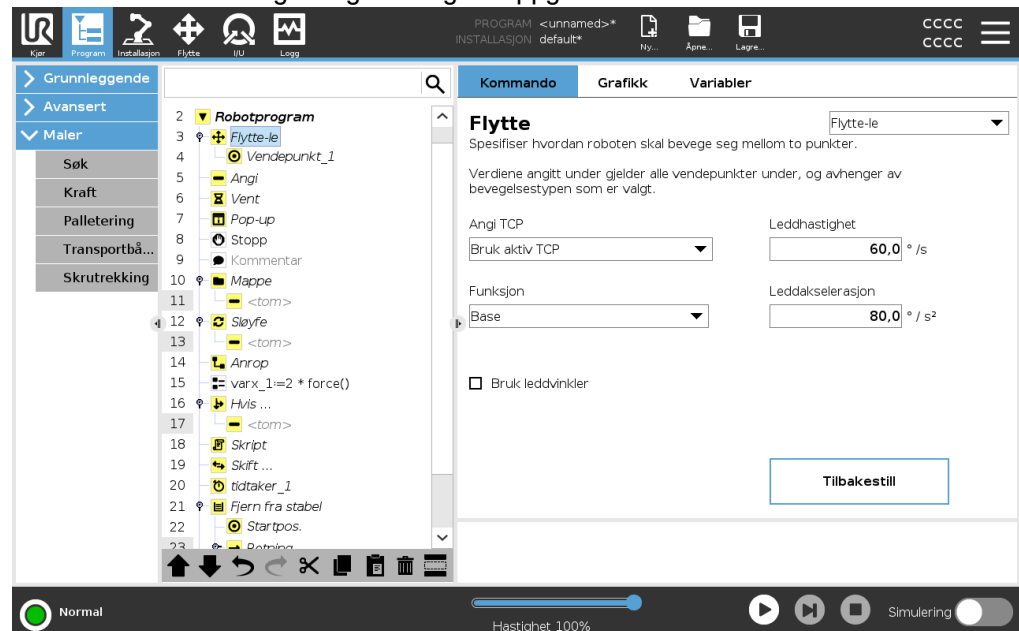 PROGRAM <unnamed>*
INSTALLASJON default*
CCCC
CCCC
UR
Kjør
Program
Installasjon
Flytte
I/U
Logg
Ny...
Åpne...
Lagre...
Grunnleggende
Avansert
Maler
Søk
Kraft
Palletering
Transportbå...
Skrutrekking
2 Robotprogram
3 Flytte-le
4 Vendepunkt_1
5 Angi
6 Vent
7 Pop-up
8 Stopp
9 Kommentar
10 Mappe
11 <tom>
12 Sløyfe
13 <tom>
14 Anrop
15 varx_1:=2 * force()
16 Hvis ...
17 <tom>
18 Skript
19 Skift ...
20 tidtaker_1
21 Fjern fra stabel
22 Startpos.
23 Retning
Kommando
Grafikk
Variabler
Flytte
Flytte-le
Spesifiser hvordan roboten skal bevege seg mellom to punkter.
Verdiene angitt under gjelder alle vendepunkter under, og avhenger av
bevegelsestypen som er valgt.
Angi TCP
Leddhastighet
Bruk aktiv TCP
60,0 ° /s
Funksjon
Leddakselerasjon
Base
80,0 ° / s²
Bruk leddvinkler
Tilbakestill
Normal
Hastighet 100%
Simulering